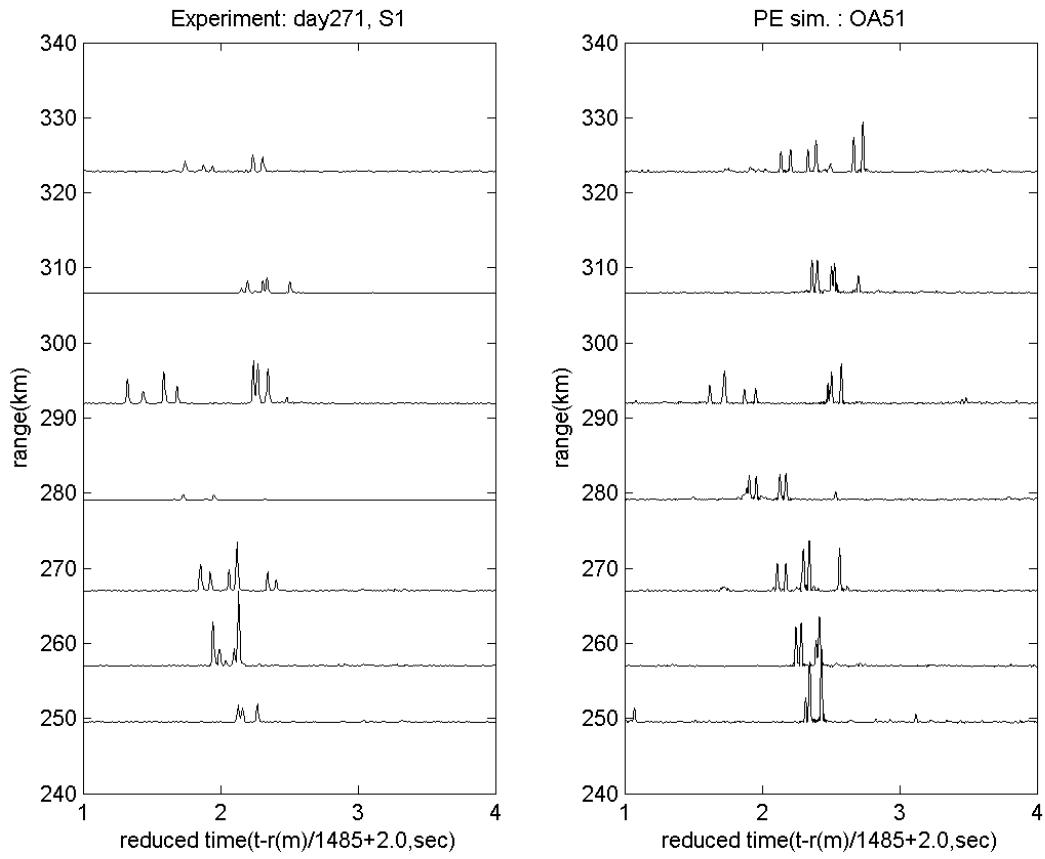 Experiment: day271, S1
340
330
320
310
300
290
280
270
260
250
240
range(km)
1 2 3 4
reduced time(t-r(m)/1485+2.0,sec)
PE sim. : OA51
340
330
320
310
300
290
280
270
260
250
240
range(km)
1 2 3 4
reduced time(t-r(m)/1485+2.0,sec)